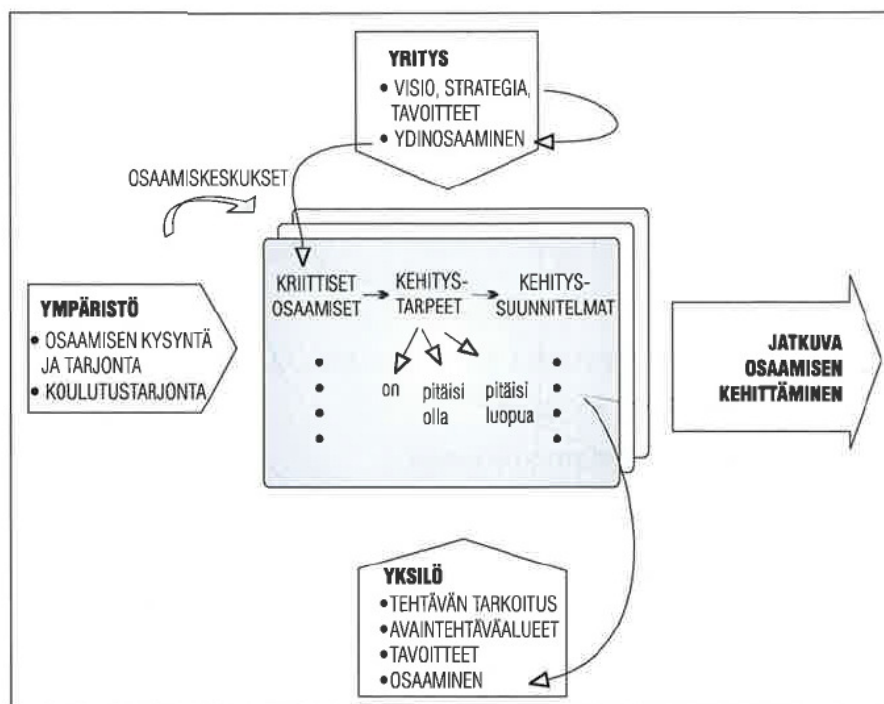 YRITYS
• VISIO, STRATEGIA,
TAVOITTEET
• YDINOSAAMINEN
OSAAMISKESKUKSET
YMPÄRISTÖ
• OSAAMISEN KYSYNTÄ
JA TARJONTA
• KOULUTUSTARJONTA
KRIITTISET
OSAAMISET
KEHITYS-
TARPEET
KEHITYS-
SUUNNITELMAT
on
pitäisi
olla
pitäisi
luopua
JATKUVA
OSAAMISEN
KEHITTÄMINEN
YKSILÖ
• TEHTÄVÄN TARKOITUS
• AVAINTEHTÄVÄALUEET
• TAVOITTEET
• OSAAMINEN